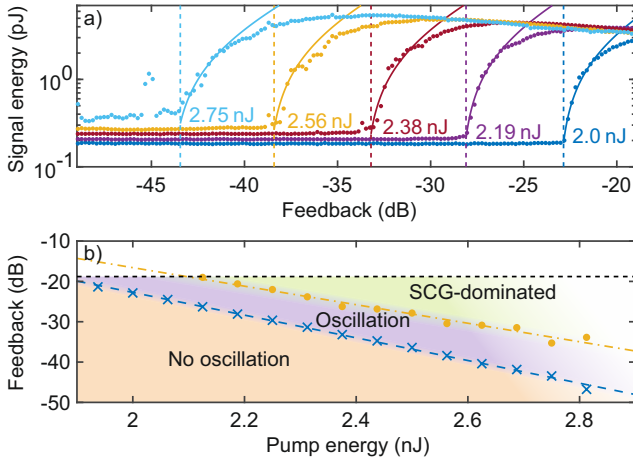 a)
Signal energy (pJ)
10^0
10^-1
2.75 nJ
2.56 nJ
2.38 nJ
2.19 nJ
2.0 nJ
-45 -40 -35 -30 -25 -20
Feedback (dB)
b)
Feedback (dB)
-10
-20
-30
-40
-50
SCG-dominated
Oscillation
No oscillation
2 2.2 2.4 2.6 2.8
Pump energy (nJ)